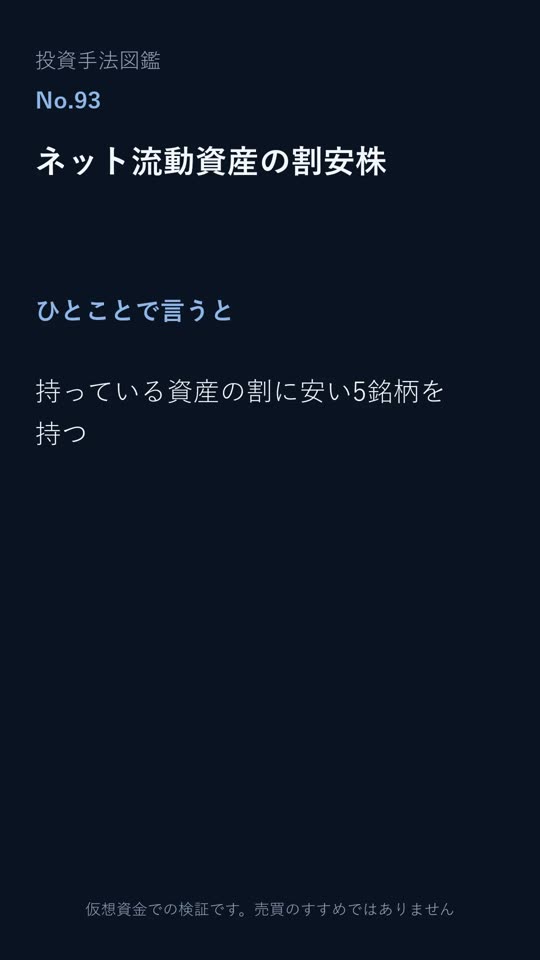 投資手法図鑑
No.93
ネット流動資産の割安株
ひとことで言うと
持っている資産の割に安い5銘柄を
持つ
仮想資金での検証です。売買のすすめではありません